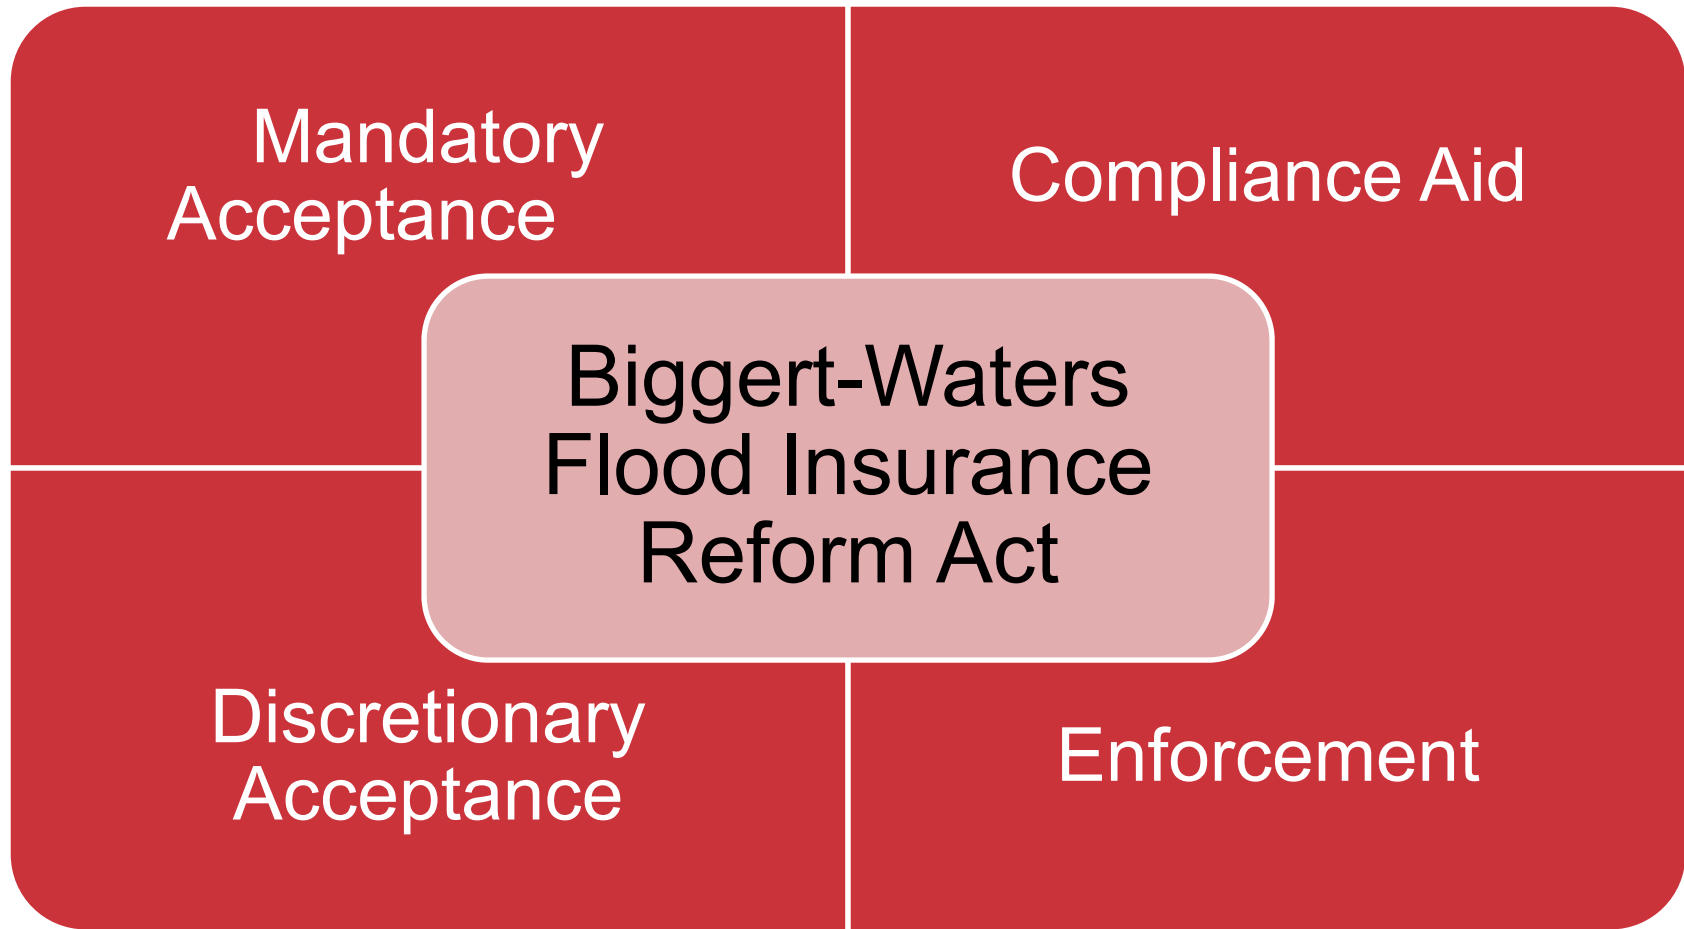 Mandatory
Acceptance
Compliance Aid
Biggert-Waters
Flood Insurance
Reform Act
Discretionary
Acceptance
Enforcement